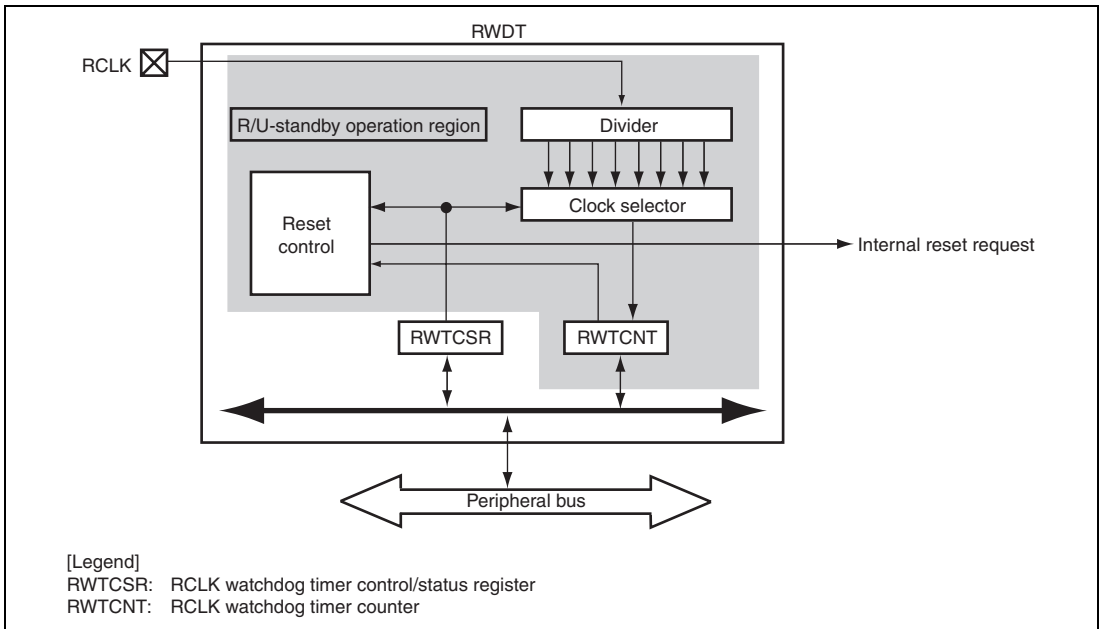 RWDT
RCLK
R/U-standby operation region
Divider
Clock selector
Reset
control
Internal reset request
RWTCSR
RWTCNT
Peripheral bus
[Legend]
RWTCSR: RCLK watchdog timer control/status register
RWTCNT: RCLK watchdog timer counter